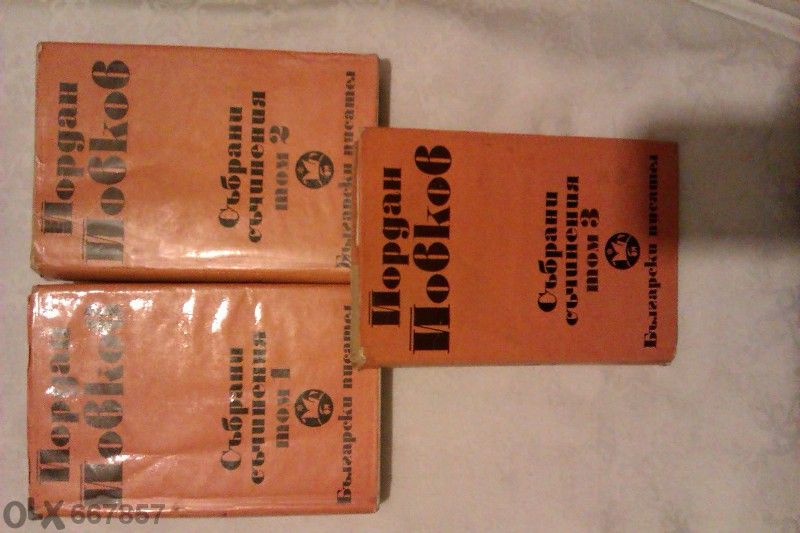 Йордан
Йовков
Събрани
съчинения
том 1
Български писател
Йордан
Йовков
Събрани
съчинения
том 2
Български писател
Йордан
Йовков
Събрани
съчинения
том 3
Български писател
OLX 667857